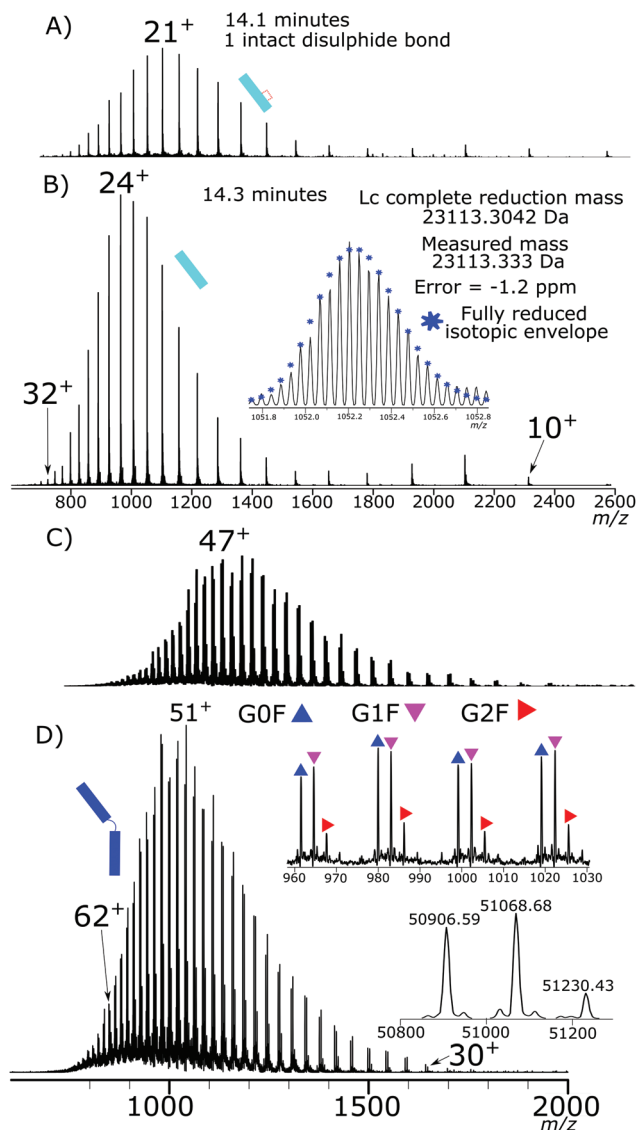 A)
21+
14.1 minutes
1 intact disulphide bond
B)
24+
14.3 minutes
Lc complete reduction mass
23113.3042 Da
Measured mass
23113.333 Da
Error = -1.2 ppm
Fully reduced
isotopic envelope
1051.8 1052.0 1052.2 1052.4 1052.6 1052.8
m/z
32+
10+
800 1000 1200 1400 1600 1800 2000 2200 2400 2600
m/z
C)
47+
D)
51+
G0F G1F G2F
960 970 980 990 1000 1010 1020 1030
62+
50906.59
51068.68
51230.43
50800 51000 51200
30+
1000 1500 2000
m/z